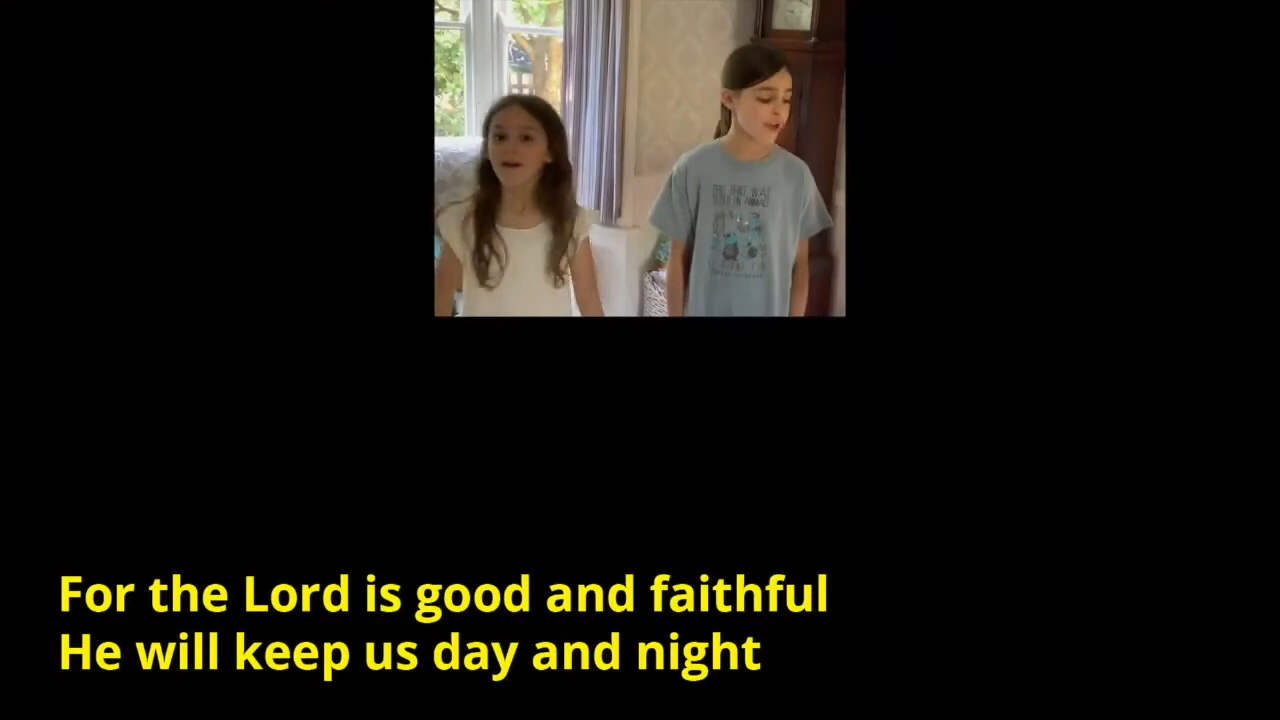 For the Lord is good and faithful
He will keep us day and night